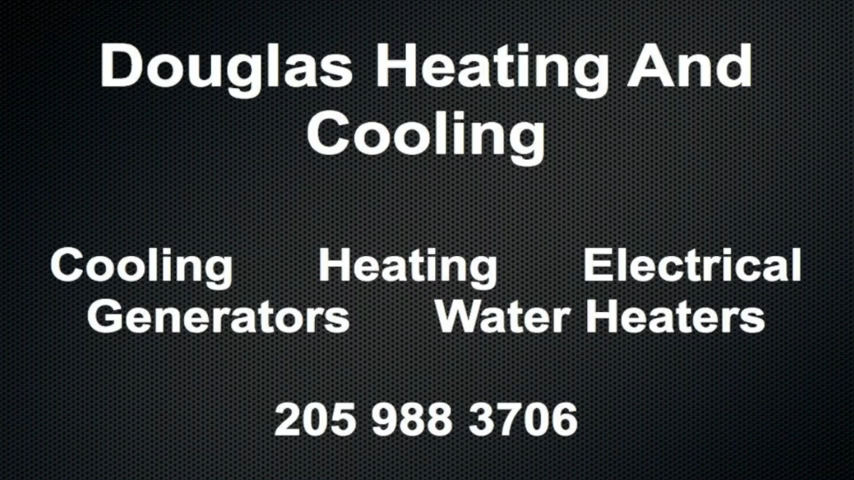 Douglas Heating And
Cooling
Cooling Heating Electrical
Generators Water Heaters
205 988 3706